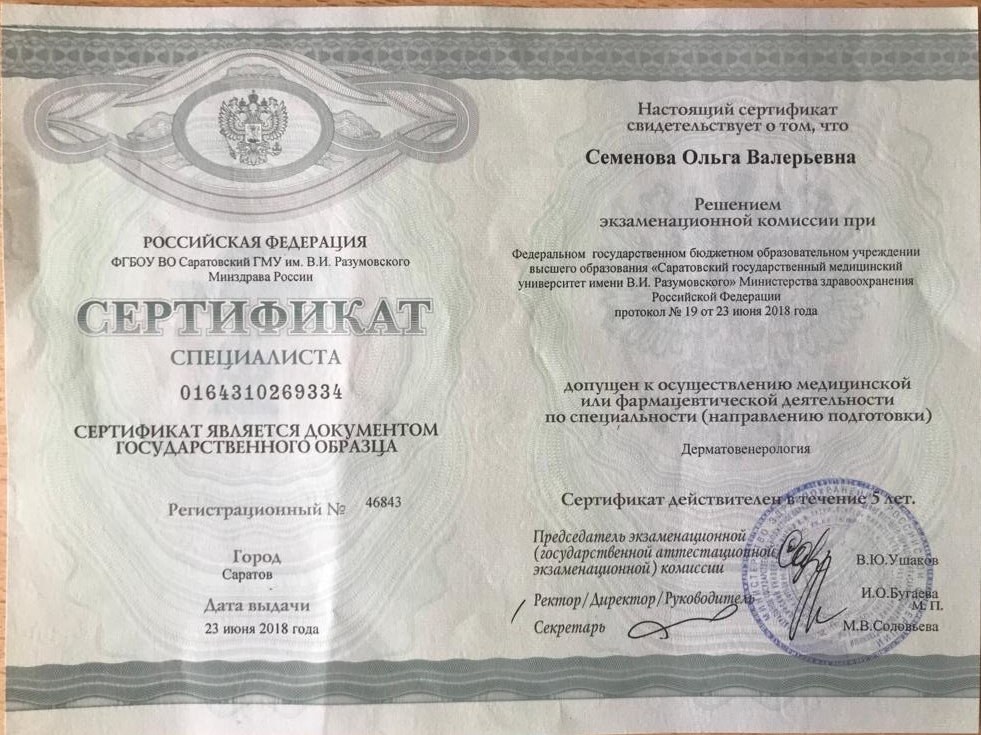 РОССИЙСКАЯ ФЕДЕРАЦИЯ
ФГБОУ ВО Саратовский ГМУ им. В.И. Разумовского
Минздрава России
СЕРТИФИКАТ
СПЕЦИАЛИСТА
0164310269334
СЕРТИФИКАТ ЯВЛЯЕТСЯ ДОКУМЕНТОМ
ГОСУДАРСТВЕННОГО ОБРАЗЦА
Регистрационный № 46843
Город
Саратов
Дата выдачи
23 июня 2018 года
Настоящий сертификат
свидетельствует о том, что
Семенова Ольга Валерьевна
Решением
экзаменационной комиссии при
Федеральном государственном бюджетном образовательном учреждении
высшего образования «Саратовский государственный медицинский
университет имени В.И. Разумовского» Министерства здравоохранения
Российской Федерации
протокол № 19 от 23 июня 2018 года
допущен к осуществлению медицинской
или фармацевтической деятельности
по специальности (направлению подготовки)
Дерматовенерология
Сертификат действителен в течение 5 лет.
Председатель экзаменационной
(государственной аттестационной
экзаменационной) комиссии
В.Ю.Ушаков
Ректор/Директор/Руководитель
И.О.Бугаева
М. П.
Секретарь
М.В.Соловьева